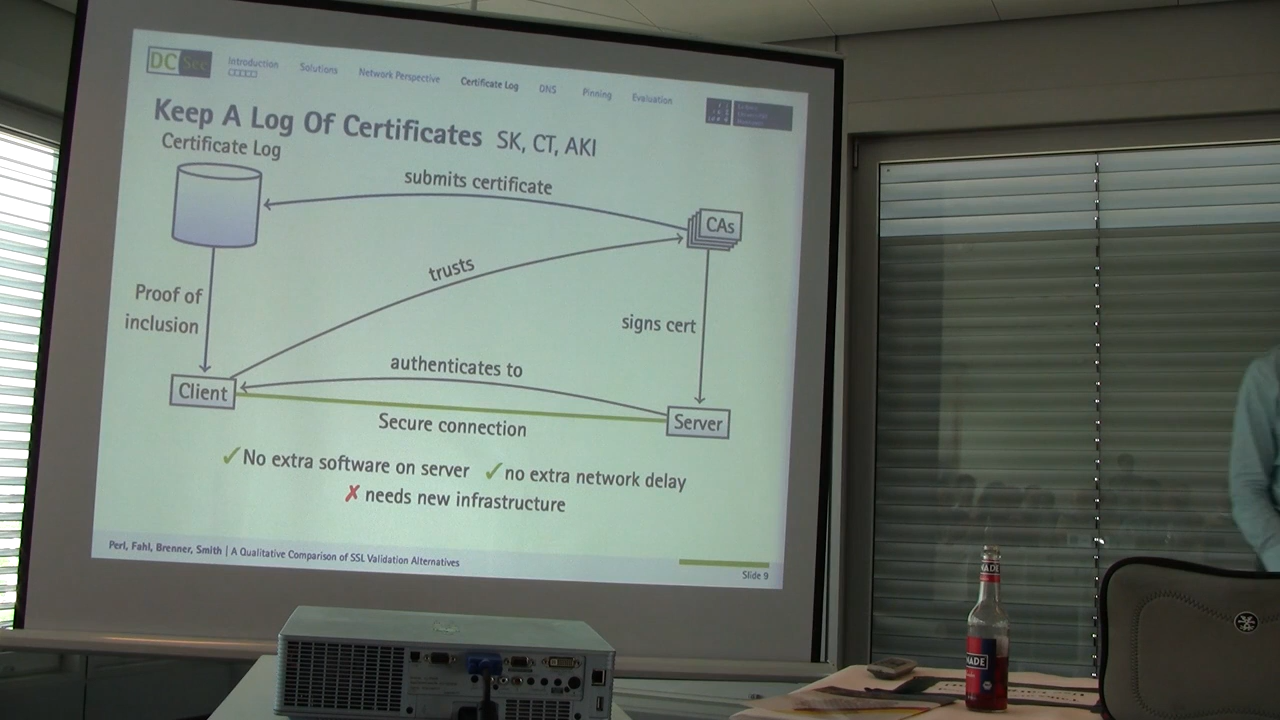 DCSec
Introduction Solutions Network Perspective Certificate Log DNS Pinning Evaluation
Keep A Log Of Certificates SK, CT, AKI
Certificate Log
submits certificate
CAs
trusts
Proof of
inclusion
signs cert
authenticates to
Client
Server
Secure connection
✓No extra software on server ✓no extra network delay
✗ needs new infrastructure
Perl, Fahl, Brenner, Smith | A Qualitative Comparison of SSL Validation Alternatives
Slide 9